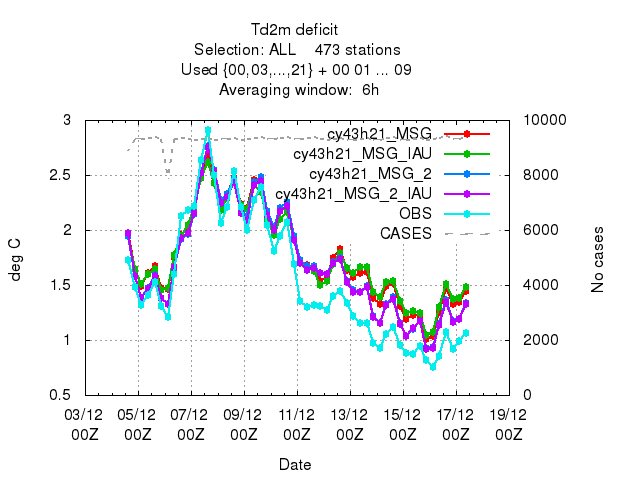 Td2m deficit
Selection: ALL    473 stations
Used {00,03,...,21} + 00 01 ... 09
Averaging window:  6h
cy43h21_MSG
cy43h21_MSG_IAU
cy43h21_MSG_2
cy43h21_MSG_2_IAU
OBS
CASES
deg C
3
2.5
2
1.5
1
0.5
No cases
10000
8000
6000
4000
2000
0
03/12 05/12 07/12 09/12 11/12 13/12 15/12 17/12 19/12
00Z 00Z 00Z 00Z 00Z 00Z 00Z 00Z 00Z
Date